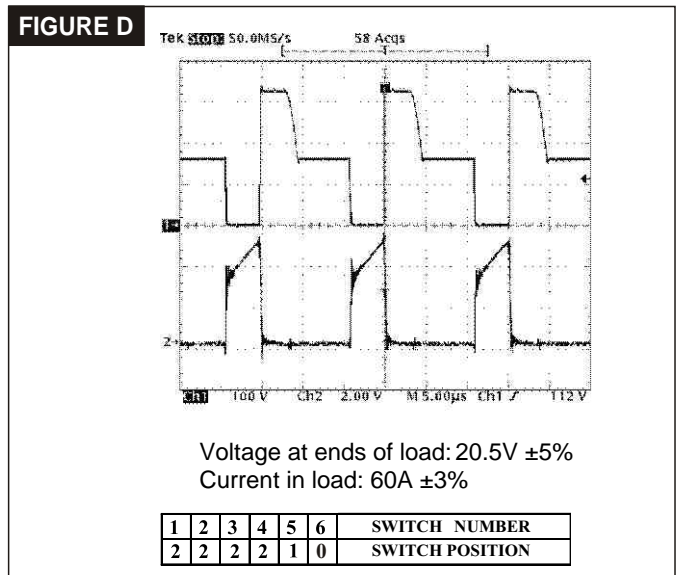 FIGURE D
Tek Stop 50.0MS/s 58 Acqs
1→
2→
Ch1 100 V Ch2 2.00 V M 5.00µs Ch1 112 V
Voltage at ends of load: 20.5V ±5%
Current in load: 60A ±3%
1 2 3 4 5 6 SWITCH NUMBER
2 2 2 2 1 0 SWITCH POSITION